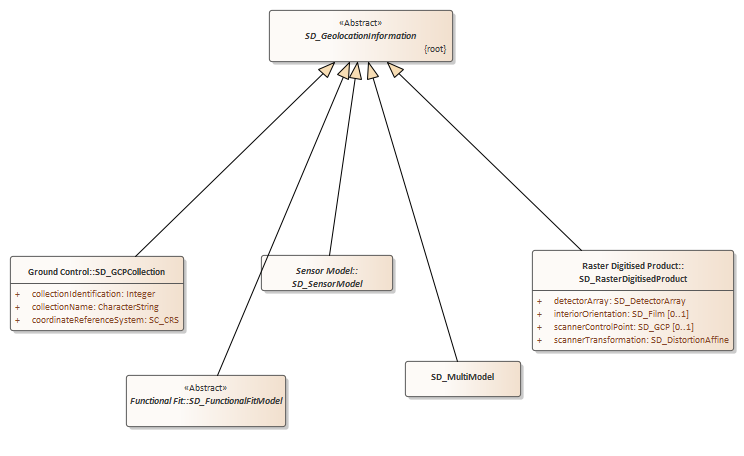 «Abstract»
SD_GeolocationInformation
{root}
Ground Control::SD_GCPCollection
+ collectionIdentification: Integer
+ collectionName: CharacterString
+ coordinateReferenceSystem: SC_CRS
Sensor Model::
SD_SensorModel
Raster Digitised Product::
SD_RasterDigitisedProduct
+ detectorArray: SD_DetectorArray
+ interiorOrientation: SD_Film [0..1]
+ scannerControlPoint: SD_GCP [0..1]
+ scannerTransformation: SD_DistortionAffine
«Abstract»
Functional Fit::SD_FunctionalFitModel
SD_MultiModel